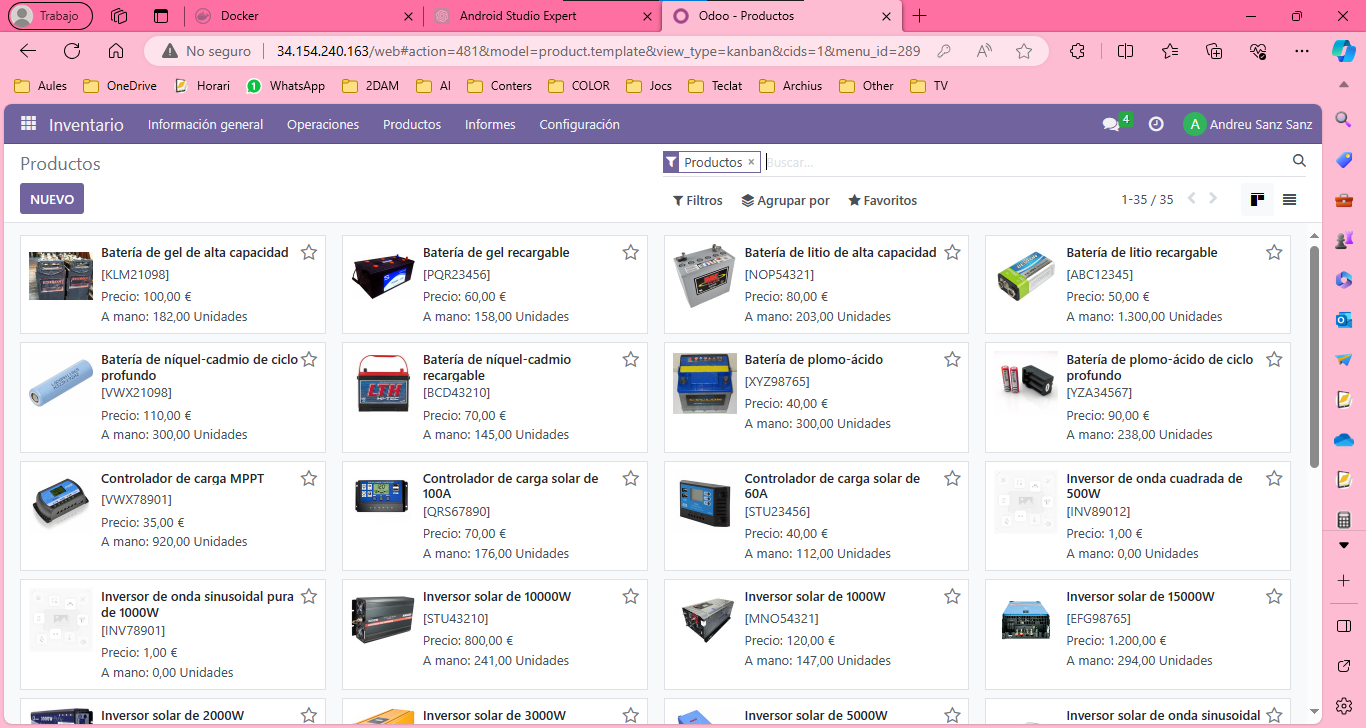 Trabajo
Docker
Android Studio Expert
Odoo - Productos
No seguro
34.154.240.163/web#action=481&model=product.template&view_type=kanban&cids=1&menu_id=289
Aules
OneDrive
Horari
WhatsApp
2DAM
AI
Conters
COLOR
Jocs
Teclat
Archius
Other
TV
Inventario
Información general
Operaciones
Productos
Informes
Configuración
4
A
Andreu Sanz Sanz
Productos
Productos ×
Buscar...
NUEVO
Filtros
Agrupar por
Favoritos
1-35 / 35
Batería de gel de alta capacidad
[KLM21098]
Precio: 100,00 €
A mano: 182,00 Unidades
Batería de gel recargable
[PQR23456]
Precio: 60,00 €
A mano: 158,00 Unidades
Batería de litio de alta capacidad
[NOP54321]
Precio: 80,00 €
A mano: 203,00 Unidades
Batería de litio recargable
[ABC12345]
Precio: 50,00 €
A mano: 1.300,00 Unidades
Batería de níquel-cadmio de ciclo
profundo
[VWX21098]
Precio: 110,00 €
A mano: 300,00 Unidades
LTH
Batería de níquel-cadmio
recargable
[BCD43210]
Precio: 70,00 €
A mano: 145,00 Unidades
Batería de plomo-ácido
[XYZ98765]
Precio: 40,00 €
A mano: 300,00 Unidades
Batería de plomo-ácido de ciclo
profundo
[YZA34567]
Precio: 90,00 €
A mano: 238,00 Unidades
Controlador de carga MPPT
[VWX78901]
Precio: 35,00 €
A mano: 920,00 Unidades
Controlador de carga solar de
100A
[QRS67890]
Precio: 70,00 €
A mano: 176,00 Unidades
Controlador de carga solar de
60A
[STU23456]
Precio: 40,00 €
A mano: 112,00 Unidades
Inversor de onda cuadrada de
500W
[INV89012]
Precio: 1,00 €
A mano: 0,00 Unidades
Inversor de onda sinusoidal pura
de 1000W
[INV78901]
Precio: 1,00 €
A mano: 0,00 Unidades
Inversor solar de 10000W
[STU43210]
Precio: 800,00 €
A mano: 241,00 Unidades
Inversor solar de 1000W
[MNO54321]
Precio: 120,00 €
A mano: 147,00 Unidades
Inversor solar de 15000W
[EFG98765]
Precio: 1.200,00 €
A mano: 294,00 Unidades
Inversor solar de 2000W
Inversor solar de 3000W
Inversor solar de 5000W
Inversor solar de onda sinusoidal